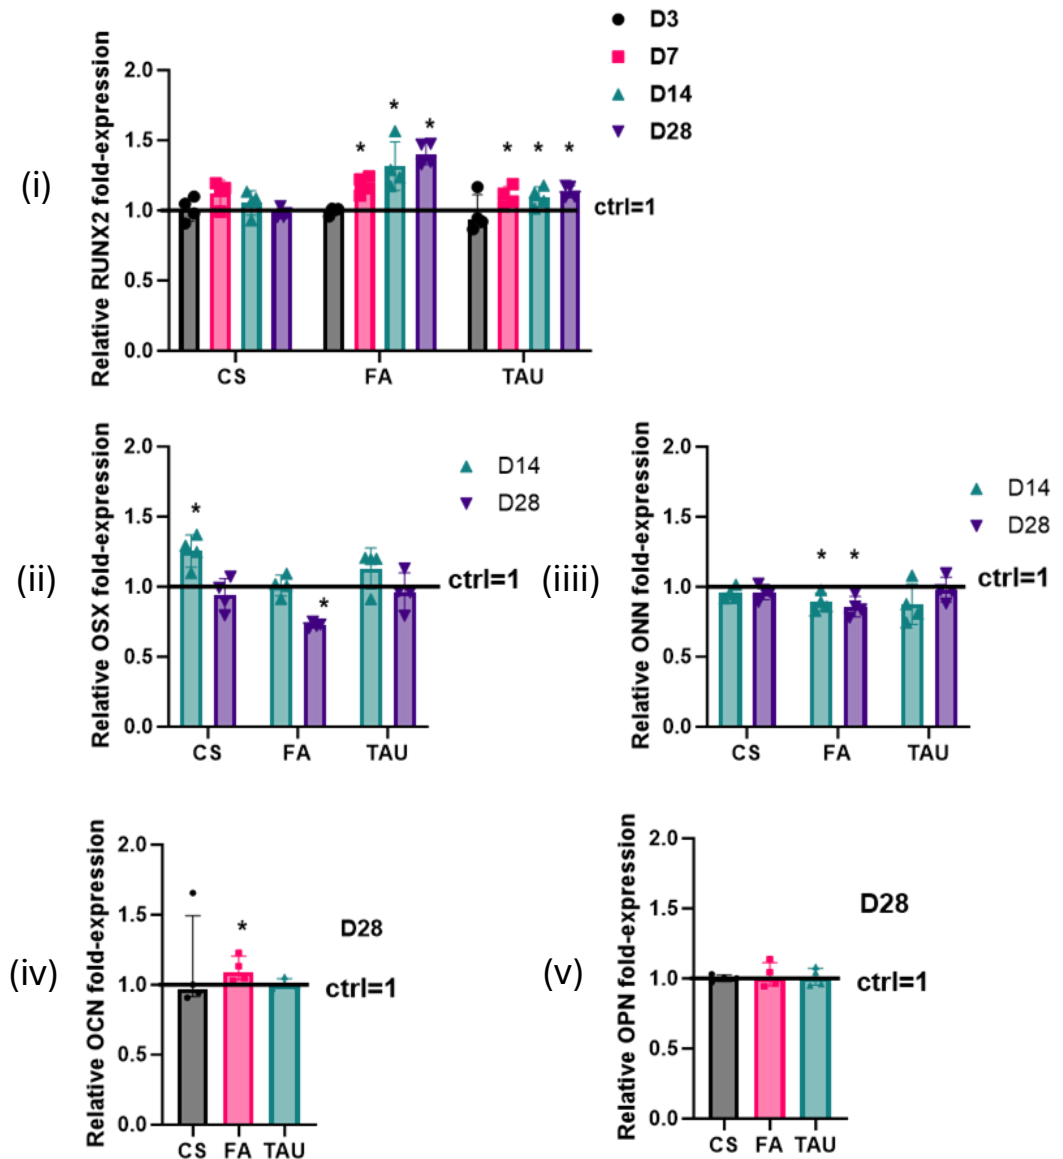 D3
D7
D14
D28
(i)
Relative RUNX2 fold-expression
2.0
1.5
1.0
0.5
0.0
* * * * * *
ctrl=1
CS FA TAU
(ii)
Relative OSX fold-expression
2.0
1.5
1.0
0.5
0.0
* *
D14
D28
ctrl=1
CS FA TAU
(iiii)
Relative ONN fold-expression
2.0
1.5
1.0
0.5
0.0
* *
D14
D28
ctrl=1
CS FA TAU
(iv)
Relative OCN fold-expression
2.0
1.5
1.0
0.5
0.0
*
D28
ctrl=1
CS FA TAU
(v)
Relative OPN fold-expression
2.0
1.5
1.0
0.5
0.0
D28
ctrl=1
CS FA TAU